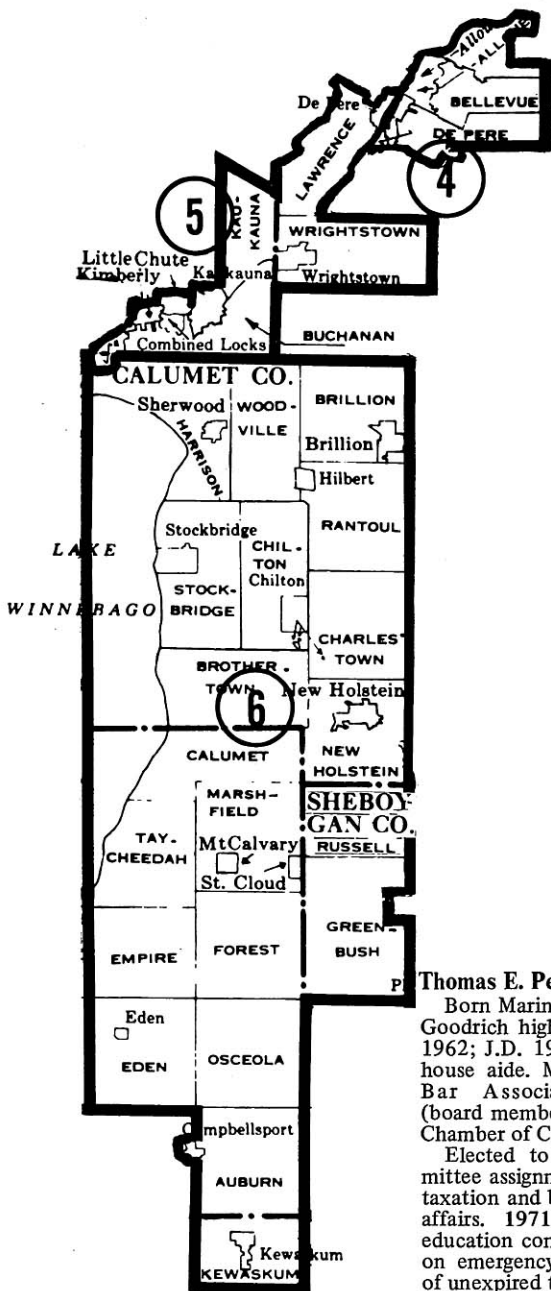 Allou
ALLOUEZ
BELLEVUE
De Pere
DE PERE
LAWRENCE
4
5
KAU-
KAUNA
WRIGHTSTOWN
Little Chute
Kimberly
Kaukauna
Wrightstown
Combined Locks
BUCHANAN
CALUMET CO.
Sherwood
WOOD-
VILLE
BRILLION
HARRISON
Brillion
Hilbert
Stockbridge
RANTOUL
LAKE
CHIL-
TON
Chilton
WINNEBAGO
STOCK-
BRIDGE
CHARLES
TOWN
BROTHER-
TOWN
New Holstein
6
CALUMET
NEW
HOLSTEIN
MARSH-
FIELD
SHEBOY-
GAN CO.
TAY-
CHEEDAH
Mt Calvary
RUSSELL
St. Cloud
GREEN-
BUSH
EMPIRE
FOREST
Pl
Thomas E. Pe
Born Marin
Goodrich high
Eden
1962; J.D. 19
EDEN
OSCEOLA
house aide. M
Bar Associa
(board membe
Chamber of C
Campbellsport
Elected to
mittee assignm
AUBURN
taxation and b
affairs. 1971
education con
Kewaskum
on emergency
KEWASKUM
of unexpired t